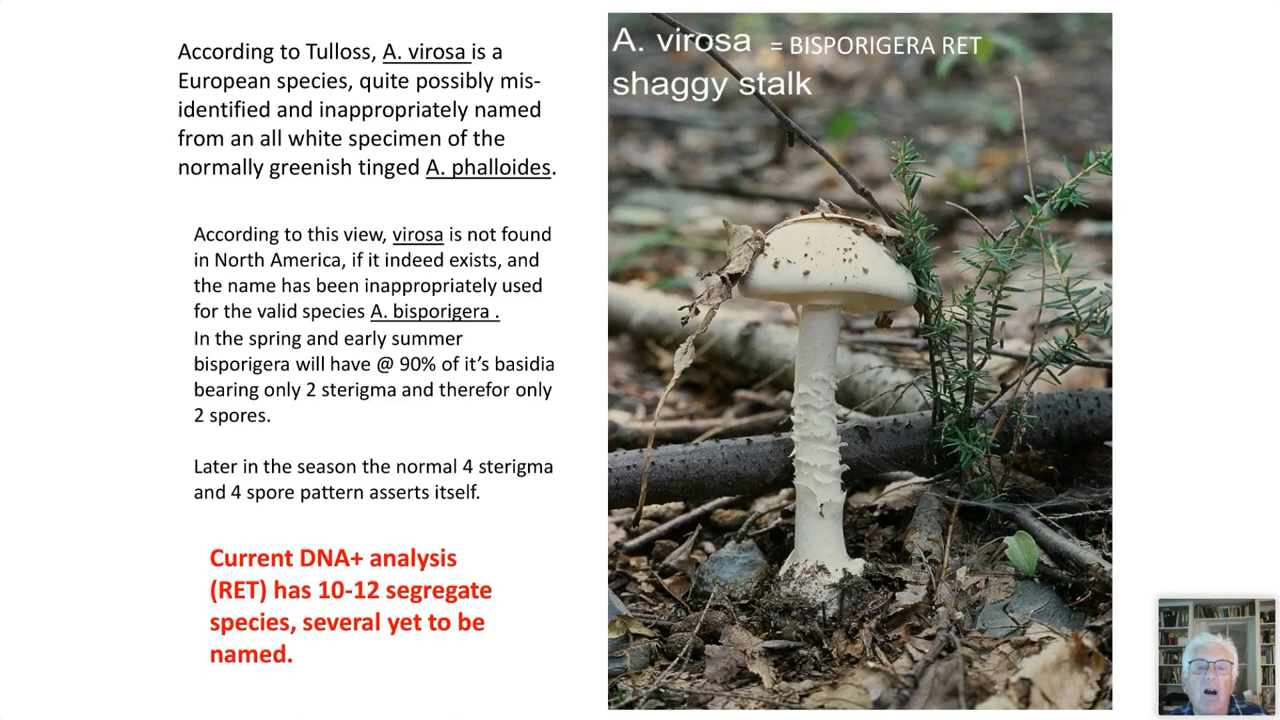 According to Tulloss, A. virosa is a
European species, quite possibly mis-
identified and inappropriately named
from an all white specimen of the
normally greenish tinged A. phalloides.
According to this view, virosa is not found
in North America, if it indeed exists, and
the name has been inappropriately used
for the valid species A. bisporigera .
In the spring and early summer
bisporigera will have @ 90% of it’s basidia
bearing only 2 sterigma and therefor only
2 spores.
Later in the season the normal 4 sterigma
and 4 spore pattern asserts itself.
Current DNA+ analysis
(RET) has 10-12 segregate
species, several yet to be
named.
A. virosa = BISPORIGERA RET
shaggy stalk